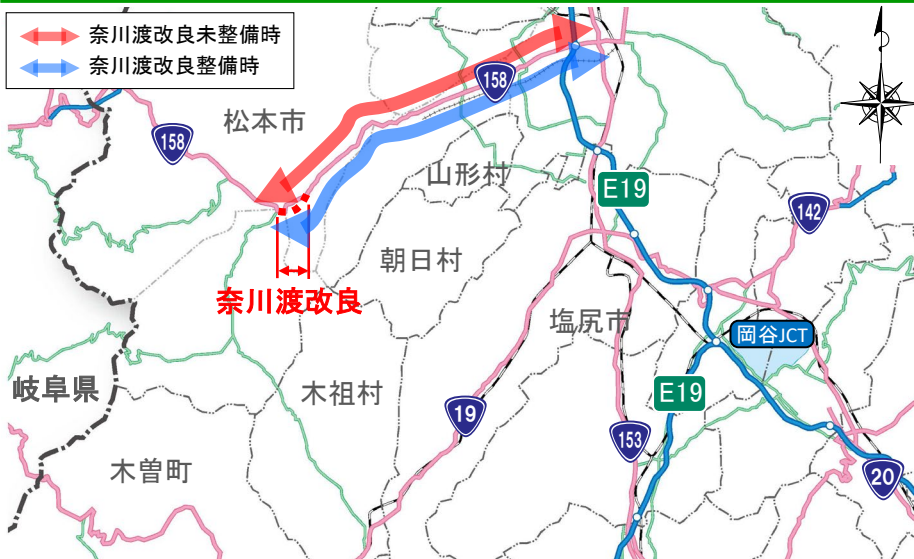 奈川渡改良未整備時
奈川渡改良整備時
158
松本市
158
山形村
E19
142
朝日村
奈川渡改良
塩尻市
岡谷JCT
岐阜県
木祖村
E19
19
153
木曽町
20